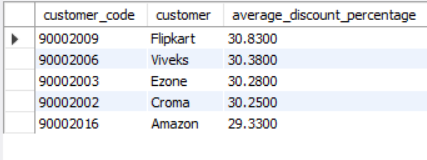 customer_code customer average_discount_percentage
90002009 Flipkart 30.8300
90002006 Viveks 30.3800
90002003 Ezone 30.2800
90002002 Croma 30.2500
90002016 Amazon 29.3300